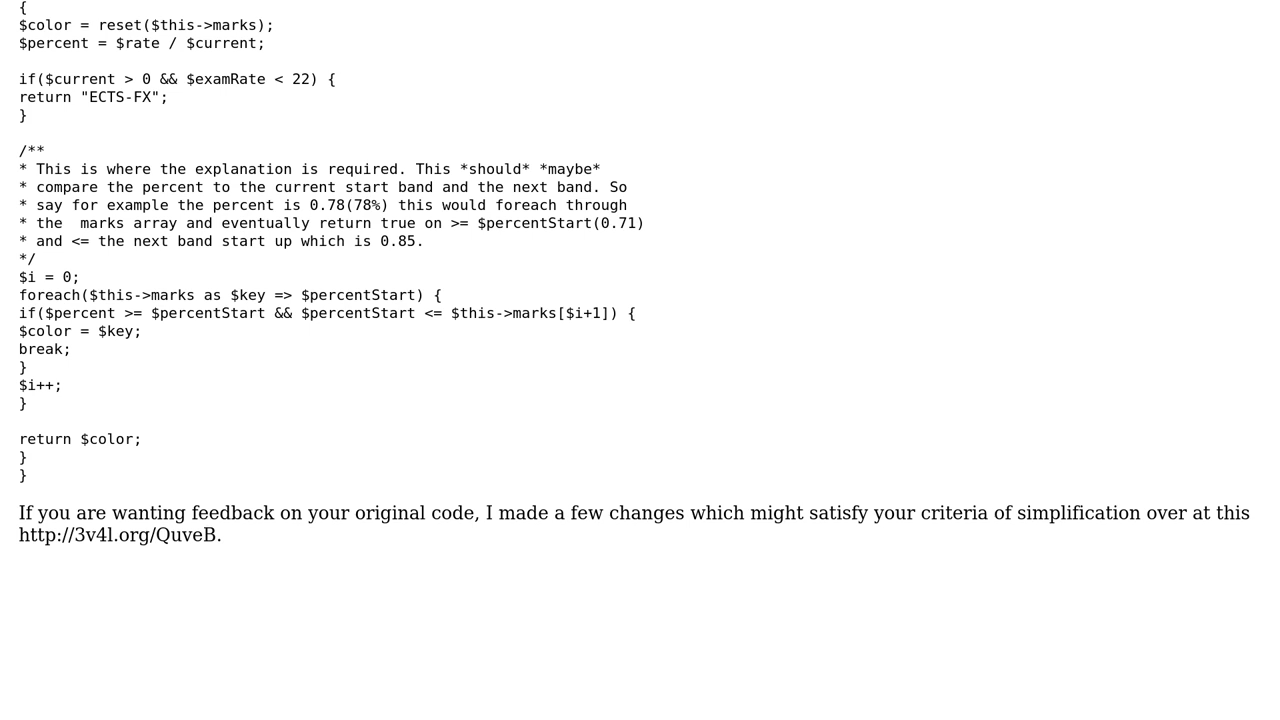 {
$color = reset($this->marks);
$percent = $rate / $current;

if($current > 0 && $examRate < 22) {
return "ECTS-FX";
}

/**
* This is where the explanation is required. This *should* *maybe*
* compare the percent to the current start band and the next band. So
* say for example the percent is 0.78(78%) this would foreach through
* the  marks array and eventually return true on >= $percentStart(0.71)
* and <= the next band start up which is 0.85.
*/
$i = 0;
foreach($this->marks as $key => $percentStart) {
if($percent >= $percentStart && $percentStart <= $this->marks[$i+1]) {
$color = $key;
break;
}
$i++;
}

return $color;
}
}

If you are wanting feedback on your original code, I made a few changes which might satisfy your criteria of simplification over at this
http://3v4l.org/QuveB.